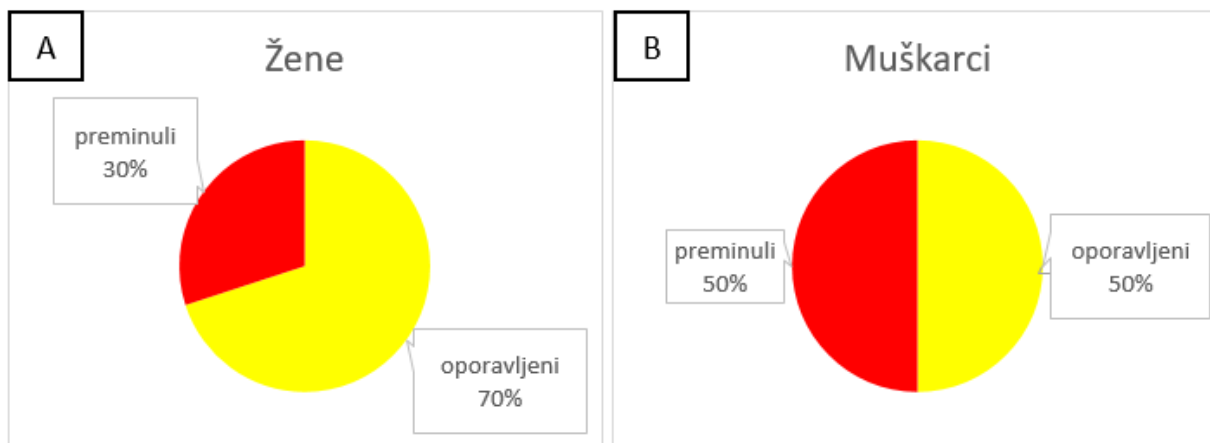 A
Žene
preminuli
30%
oporavljeni
70%
B
Muškarci
preminuli
50%
oporavljeni
50%